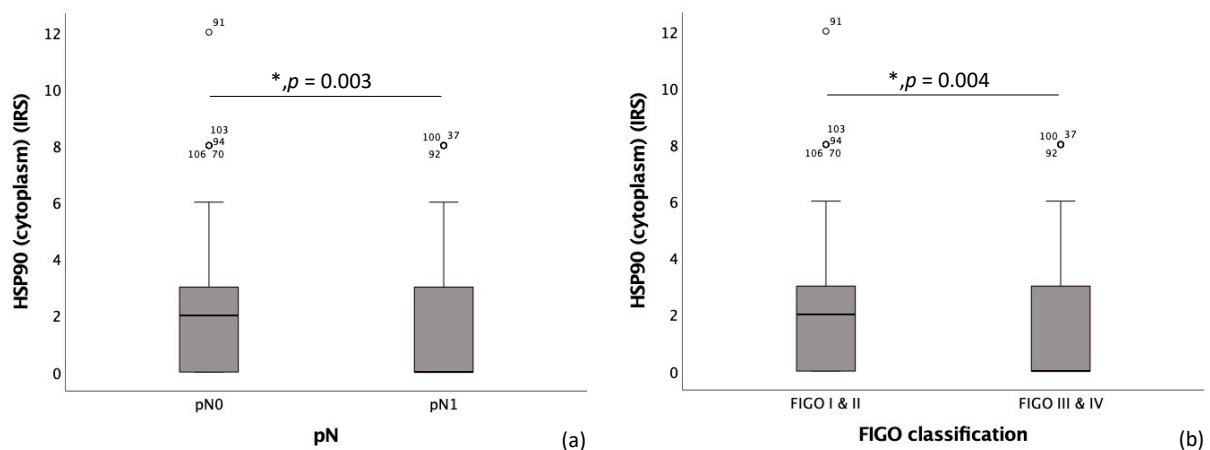 HSP90 (cytoplasm) (IRS)
12
10
8
6
4
2
0
91
*,p = 0.003
103
94
106 70
100 37
92
pN0
pN1
pN
(a)
HSP90 (cytoplasm) (IRS)
12
10
8
6
4
2
0
91
*,p = 0.004
103
94
106 70
100 37
92
FIGO I & II
FIGO III & IV
FIGO classification
(b)